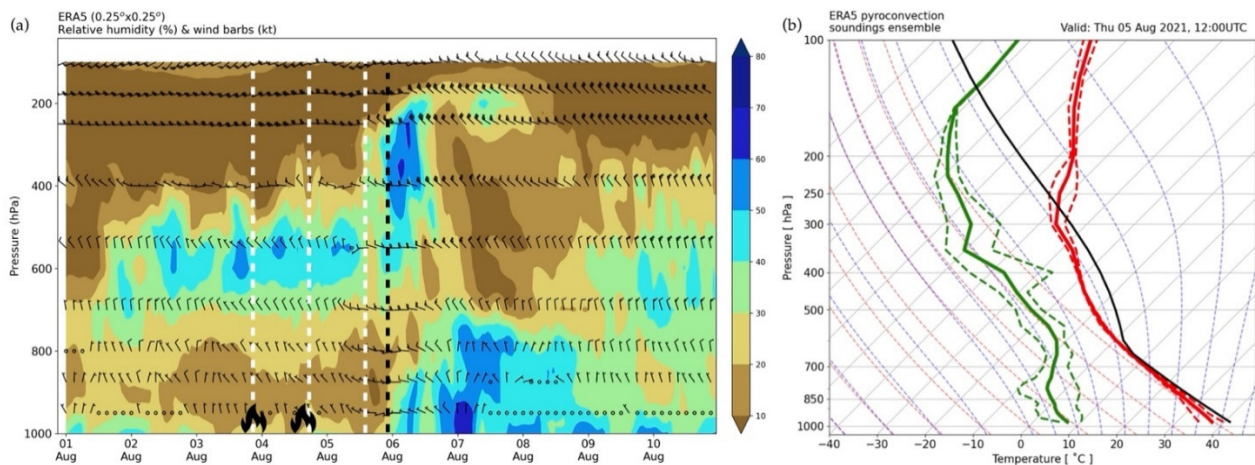 (a)
ERA5 (0.25°x0.25°)
Relative humidity (%) & wind barbs (kt)
Pressure (hPa)
200
400
600
800
1000
01 Aug
02 Aug
03 Aug
04 Aug
05 Aug
06 Aug
07 Aug
08 Aug
09 Aug
10 Aug
80
70
60
50
40
30
20
10
(b)
ERA5 pyroconvection
soundings ensemble
Valid: Thu 05 Aug 2021, 12:00UTC
Pressure [ hPa ]
100
200
250
300
400
500
700
850
1000
-40
-30
-20
-10
0
10
20
30
40
Temperature [ ˚C ]